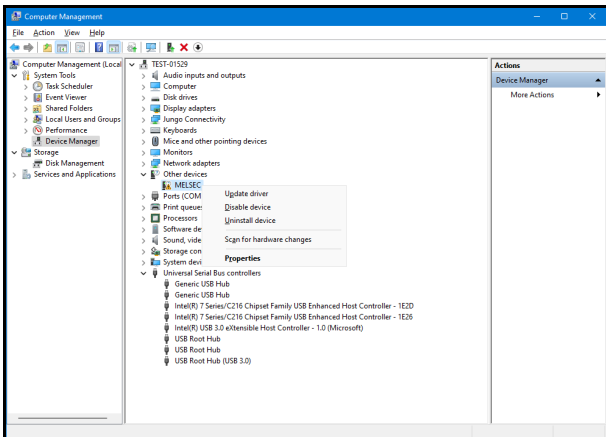 Computer Management
File Action View Help
Computer Management (Local
System Tools
Task Scheduler
Event Viewer
Shared Folders
Local Users and Groups
Performance
Device Manager
Storage
Disk Management
Services and Applications
TEST-01529
Audio inputs and outputs
Computer
Disk drives
Display adapters
Jungo Connectivity
Keyboards
Mice and other pointing devices
Monitors
Network adapters
Other devices
MELSEC
Ports (COM
Print queues
Processors
Software de
Sound, vide
Storage con
System devi
Universal Serial Bus controllers
Generic USB Hub
Generic USB Hub
Intel(R) 7 Series/C216 Chipset Family USB Enhanced Host Controller - 1E2D
Intel(R) 7 Series/C216 Chipset Family USB Enhanced Host Controller - 1E26
Intel(R) USB 3.0 eXtensible Host Controller - 1.0 (Microsoft)
USB Root Hub
USB Root Hub
USB Root Hub (USB 3.0)
Update driver
Disable device
Uninstall device
Scan for hardware changes
Properties
Actions
Device Manager
More Actions